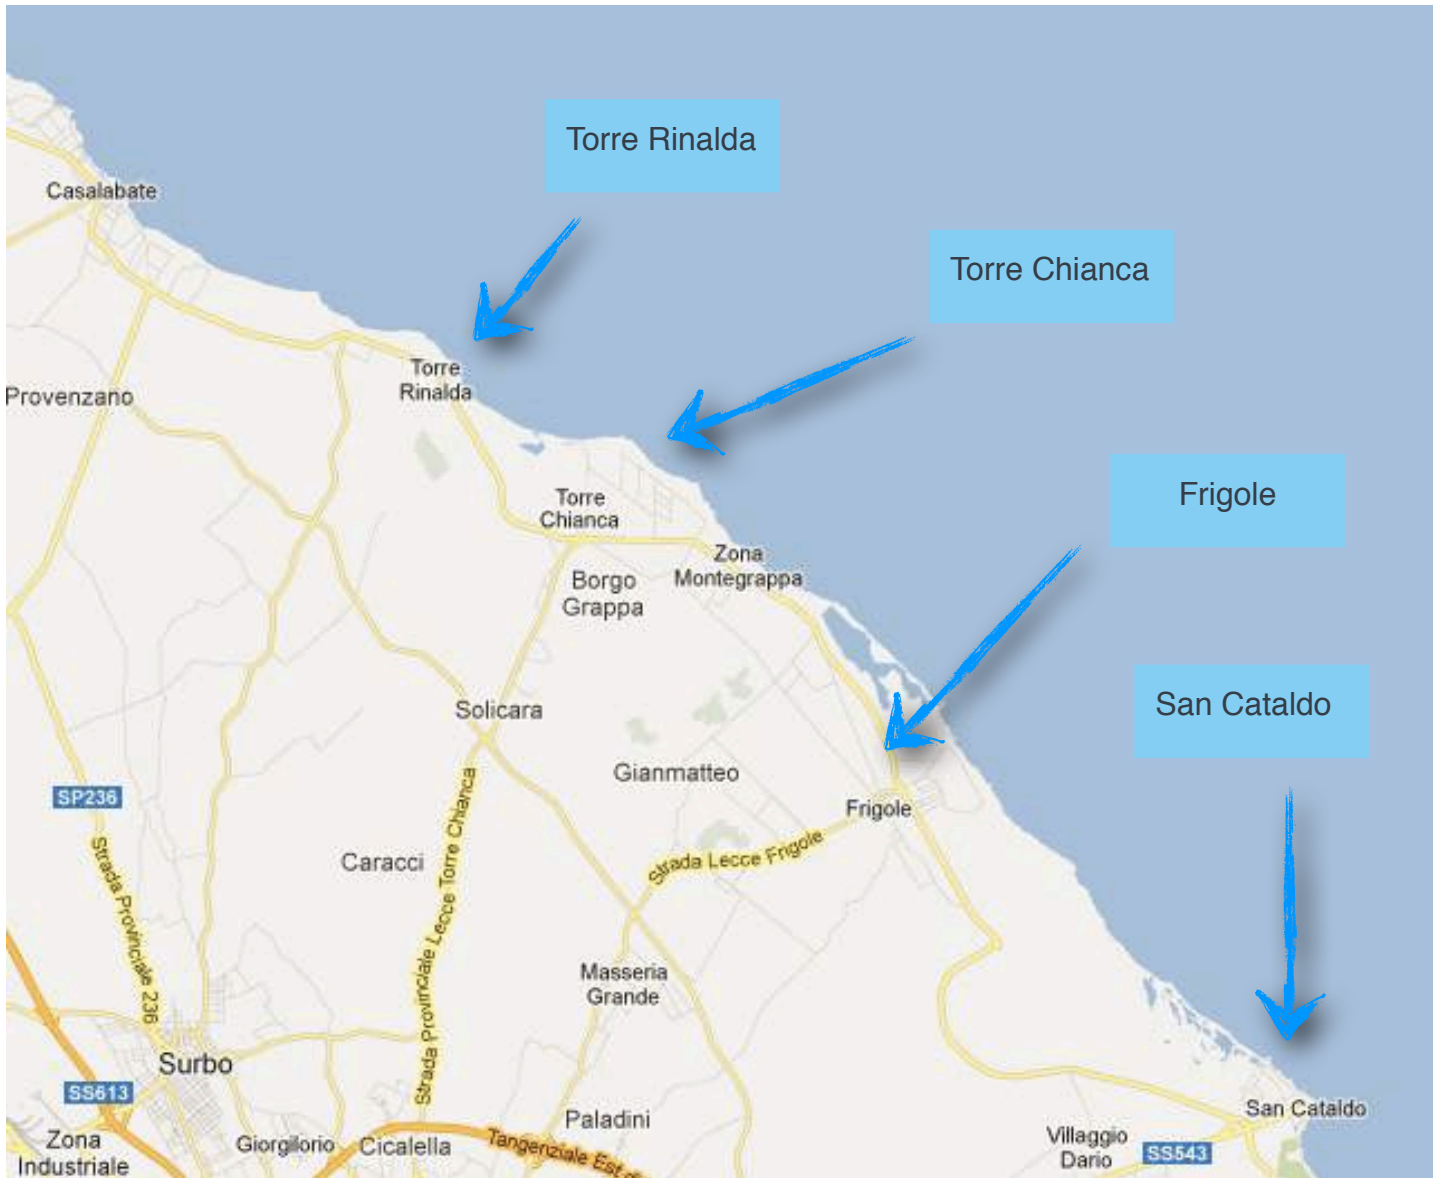 Torre Rinalda
Casalabate
Torre Chianca
Torre
Rinalda
Provenzano
Frigole
Torre
Chianca
Zona
Montegrappa
Borgo
Grappa
San Cataldo
Solicara
Gianmatteo
SP236
Frigole
Strada Lecce Frigole
Caracci
Strada Provinciale 236
Strada Provinciale Lecce Torre Chianca
Masseria
Grande
Surbo
SS613
San Cataldo
Paladini
Villaggio
Dario
SS543
Zona
Industriale
Giorgilorio
Cicalella
Tangenziale Est